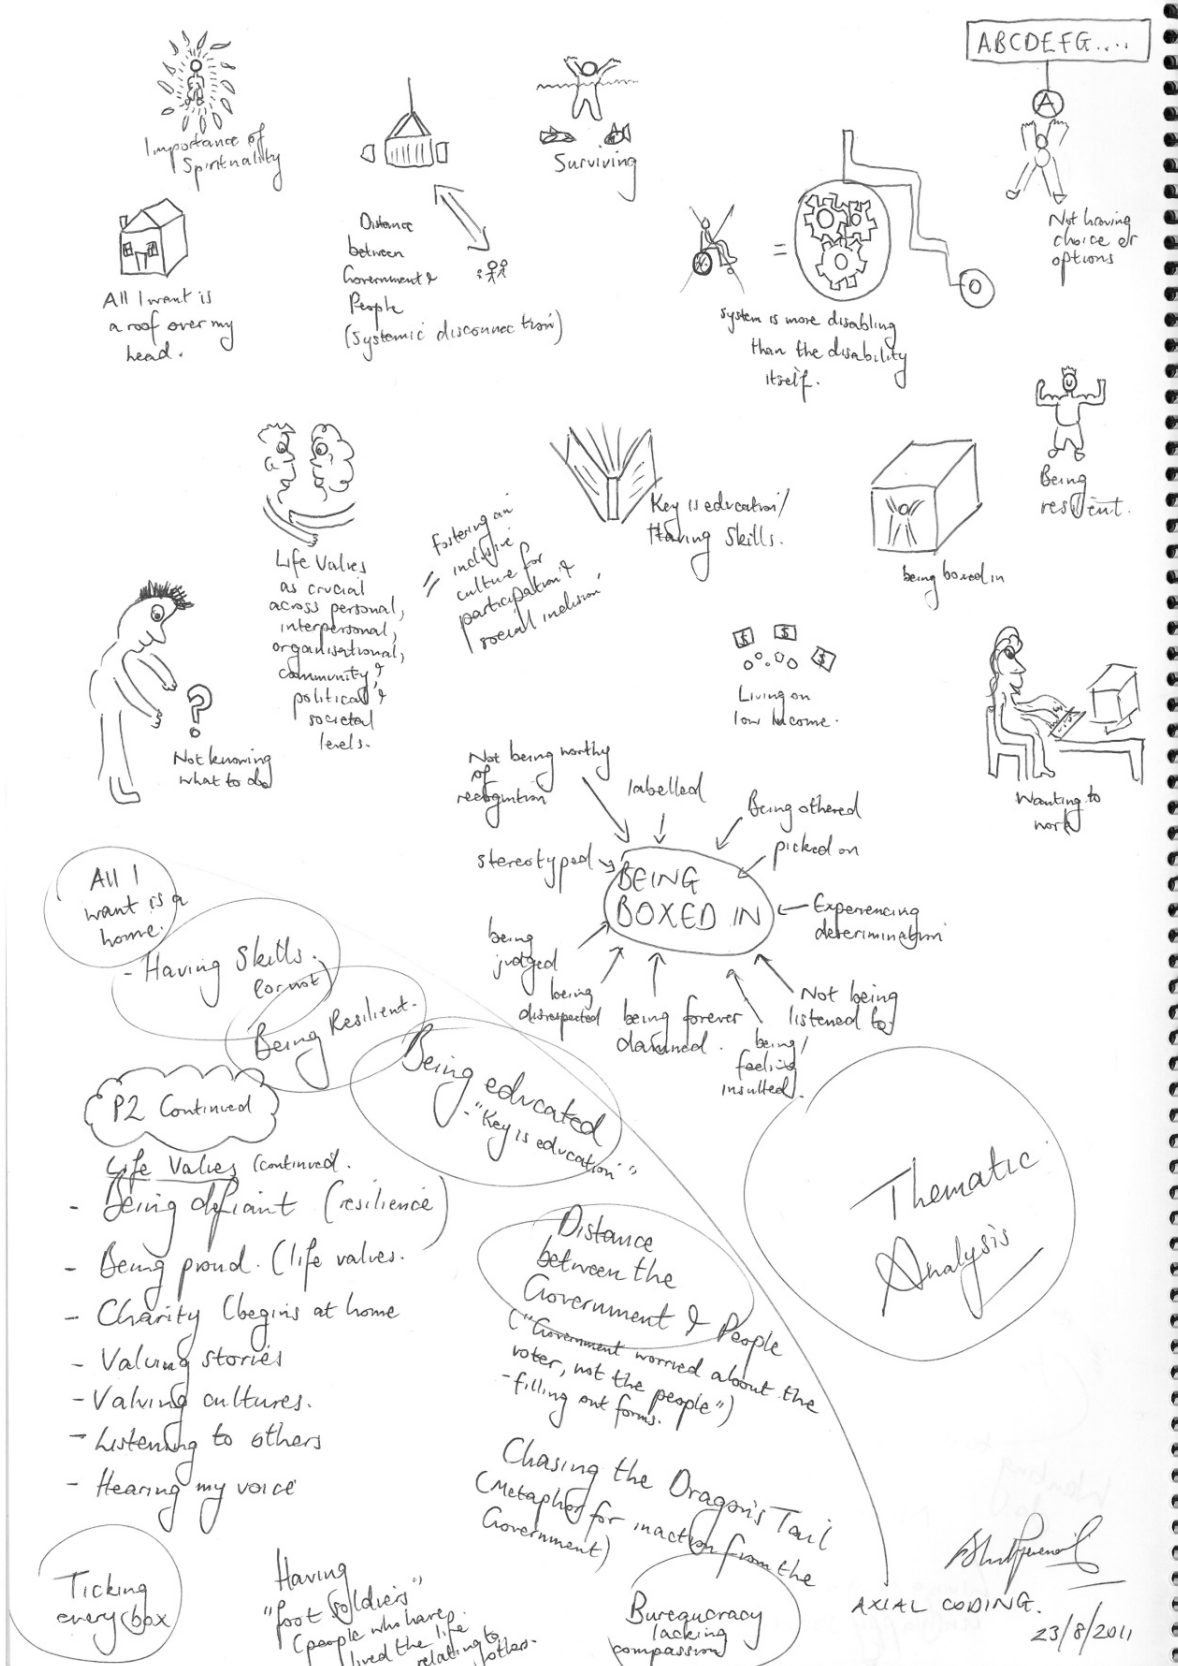 ABCDEFG....
A
Importance of
Spirituality
Surviving
Not having
choice or
options
Distance
between
Government &
People
(systemic disconnection)
=
All I want is
a roof over my
head.
system is more disabling
than the disability
itself.
Being
resilient.
Key is education/
Having Skills.
being boxed in
Life Values
as crucial
across personal,
interpersonal,
organisational,
community &
political &
societal
levels.
= fostering an
inclusive
culture for
participation &
social inclusion
$ $ $
Living on
low income.
?
Not knowing
what to do
Wanting to
work
Not being worthy
of
recognition
labelled
Being othered
picked on
stereotyped
BEING
BOXED IN
Experiencing
being
judged
being
disrespected
being forever
damned.
being/
feeling
insulted.
Not being
listened to
All I
want is a
home.
- Having Skills.
(or not)
Being Resilient.
Being educated
- "Key is education"
P2 Continued
Life Values (continued.
- Being defiant (resilience)
- Being proud. (life values.
- Charity (begins at home
- Valuing stories
- Valuing cultures.
- Listening to others
- Hearing my voice
Thematic
Analysis
Distance
between the
Government & People
("Government worried about the
voter, not the people")
- filling out forms.
Chasing the Dragon's Tail
(Metaphor for inaction from the
Government)
Ticking
every box
Having
"foot soldiers"
(people who have
lived the life
relating to
others.
Bureaucracy
lacking
compassion
AXIAL CODING.
23/8/2011